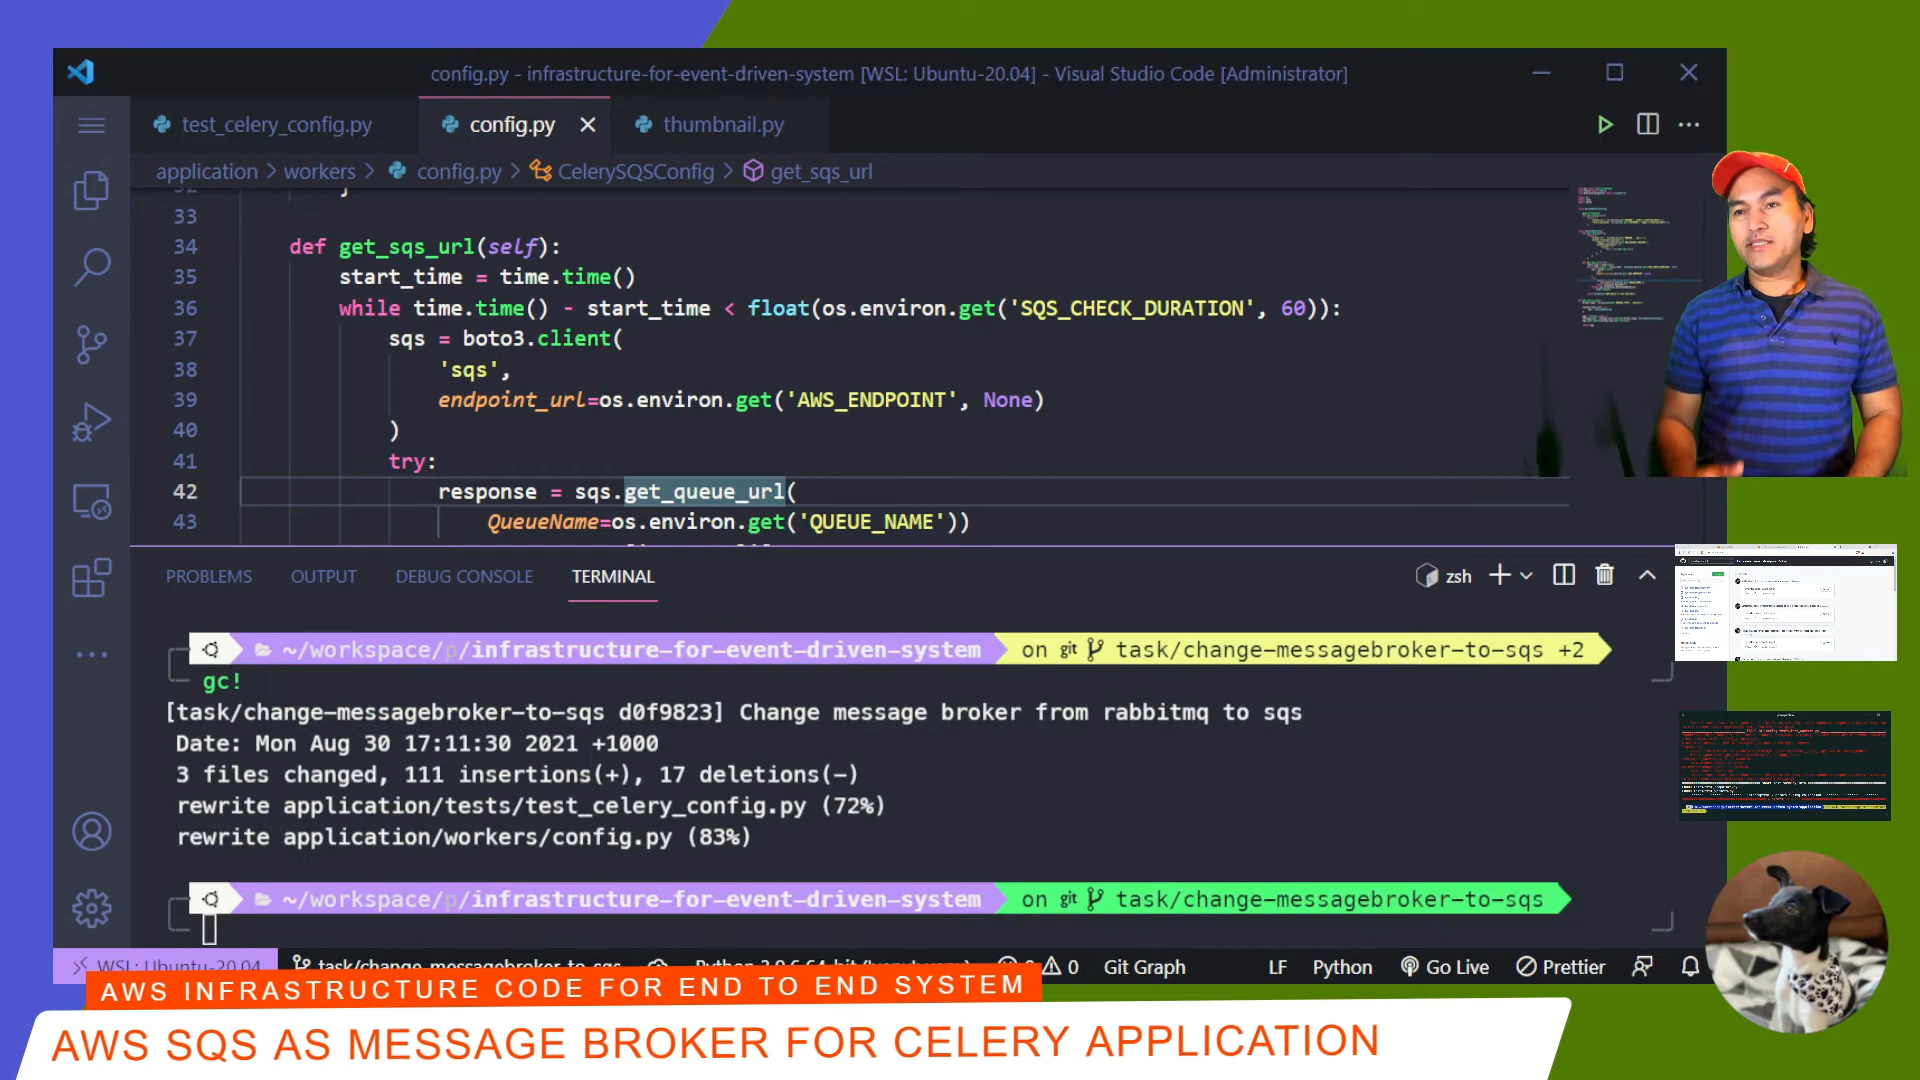 config.py - infrastructure-for-event-driven-system [WSL: Ubuntu-20.04] - Visual Studio Code [Administrator]
test_celery_config.py
config.py
thumbnail.py
application > workers > config.py > CelerySQSConfig > get_sqs_url
33
34 def get_sqs_url(self):
35 start_time = time.time()
36 while time.time() - start_time < float(os.environ.get('SQS_CHECK_DURATION', 60)):
37 sqs = boto3.client(
38 'sqs',
39 endpoint_url=os.environ.get('AWS_ENDPOINT', None)
40 )
41 try:
42 response = sqs.get_queue_url(
43 QueueName=os.environ.get('QUEUE_NAME'))
PROBLEMS OUTPUT DEBUG CONSOLE TERMINAL
zsh
~/workspace/p/infrastructure-for-event-driven-system on git task/change-messagebroker-to-sqs +2
gc!
[task/change-messagebroker-to-sqs d0f9823] Change message broker from rabbitmq to sqs
Date: Mon Aug 30 17:11:30 2021 +1000
3 files changed, 111 insertions(+), 17 deletions(-)
rewrite application/tests/test_celery_config.py (72%)
rewrite application/workers/config.py (83%)
~/workspace/p/infrastructure-for-event-driven-system on git task/change-messagebroker-to-sqs
WSL: Ubuntu-20.04 task/change-messagebroker-to-sqs 0 Git Graph LF Python Go Live Prettier
AWS INFRASTRUCTURE CODE FOR END TO END SYSTEM
AWS SQS AS MESSAGE BROKER FOR CELERY APPLICATION